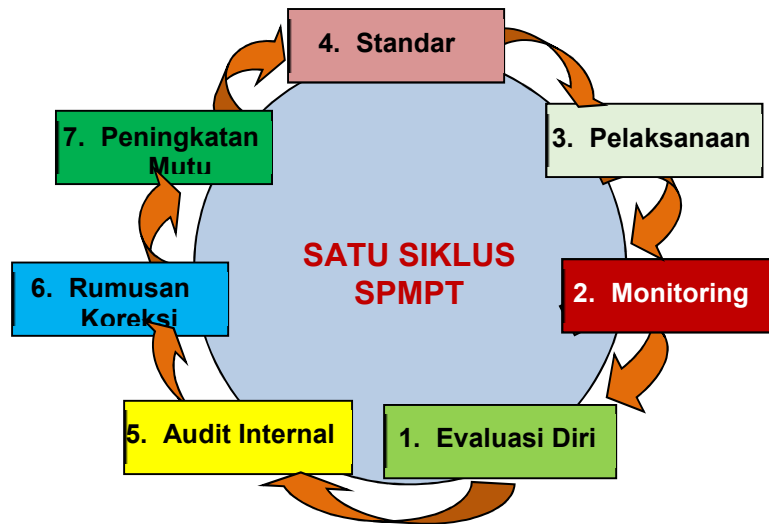 4. Standar
7. Peningkatan
Mutu
3. Pelaksanaan
SATU SIKLUS
SPMPT
6. Rumusan
Koreksi
2. Monitoring
5. Audit Internal
1. Evaluasi Diri